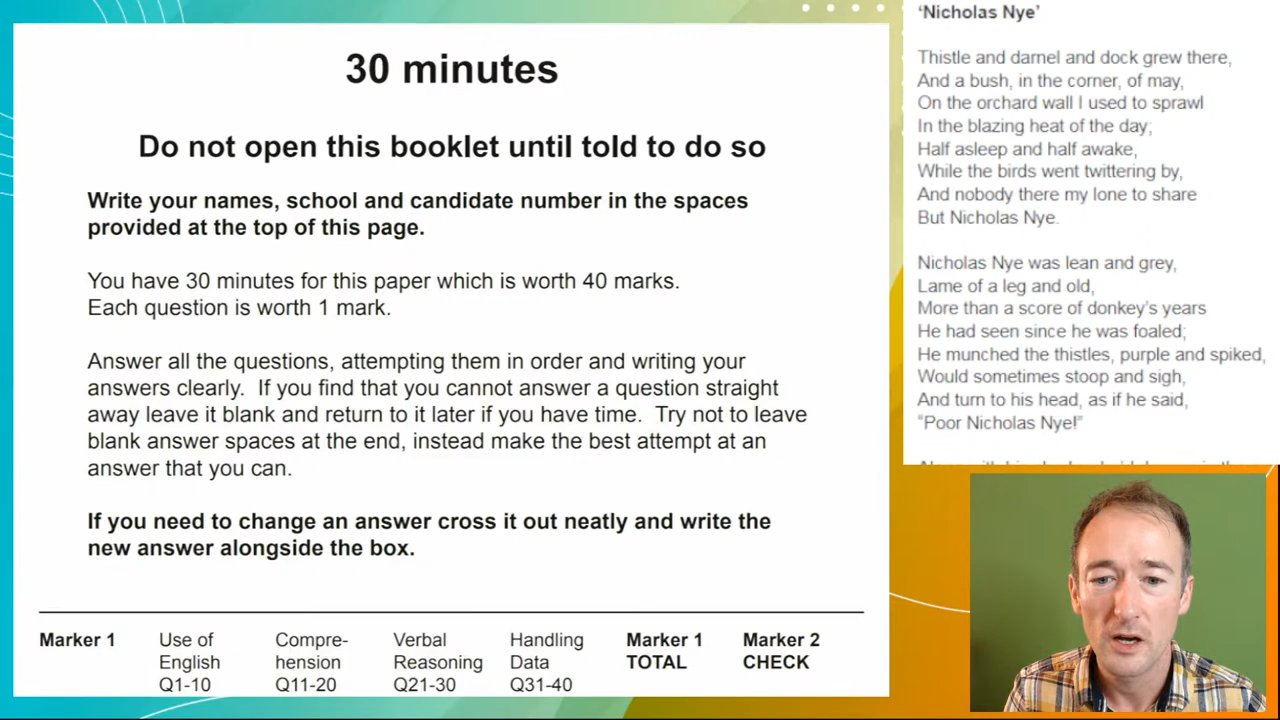 30 minutes
Do not open this booklet until told to do so
Write your names, school and candidate number in the spaces
provided at the top of this page.
You have 30 minutes for this paper which is worth 40 marks.
Each question is worth 1 mark.
Answer all the questions, attempting them in order and writing your
answers clearly. If you find that you cannot answer a question straight
away leave it blank and return to it later if you have time. Try not to leave
blank answer spaces at the end, instead make the best attempt at an
answer that you can.
If you need to change an answer cross it out neatly and write the
new answer alongside the box.
Marker 1
Use of
English
Q1-10
Compre-
hension
Q11-20
Verbal
Reasoning
Q21-30
Handling
Data
Q31-40
Marker 1
TOTAL
Marker 2
CHECK
‘Nicholas Nye’
Thistle and darnel and dock grew there,
And a bush, in the corner, of may,
On the orchard wall I used to sprawl
In the blazing heat of the day;
Half asleep and half awake,
While the birds went twittering by,
And nobody there my lone to share
But Nicholas Nye.
Nicholas Nye was lean and grey,
Lame of a leg and old,
More than a score of donkey's years
He had seen since he was foaled;
He munched the thistles, purple and spiked,
Would sometimes stoop and sigh,
And turn to his head, as if he said,
“Poor Nicholas Nye!”